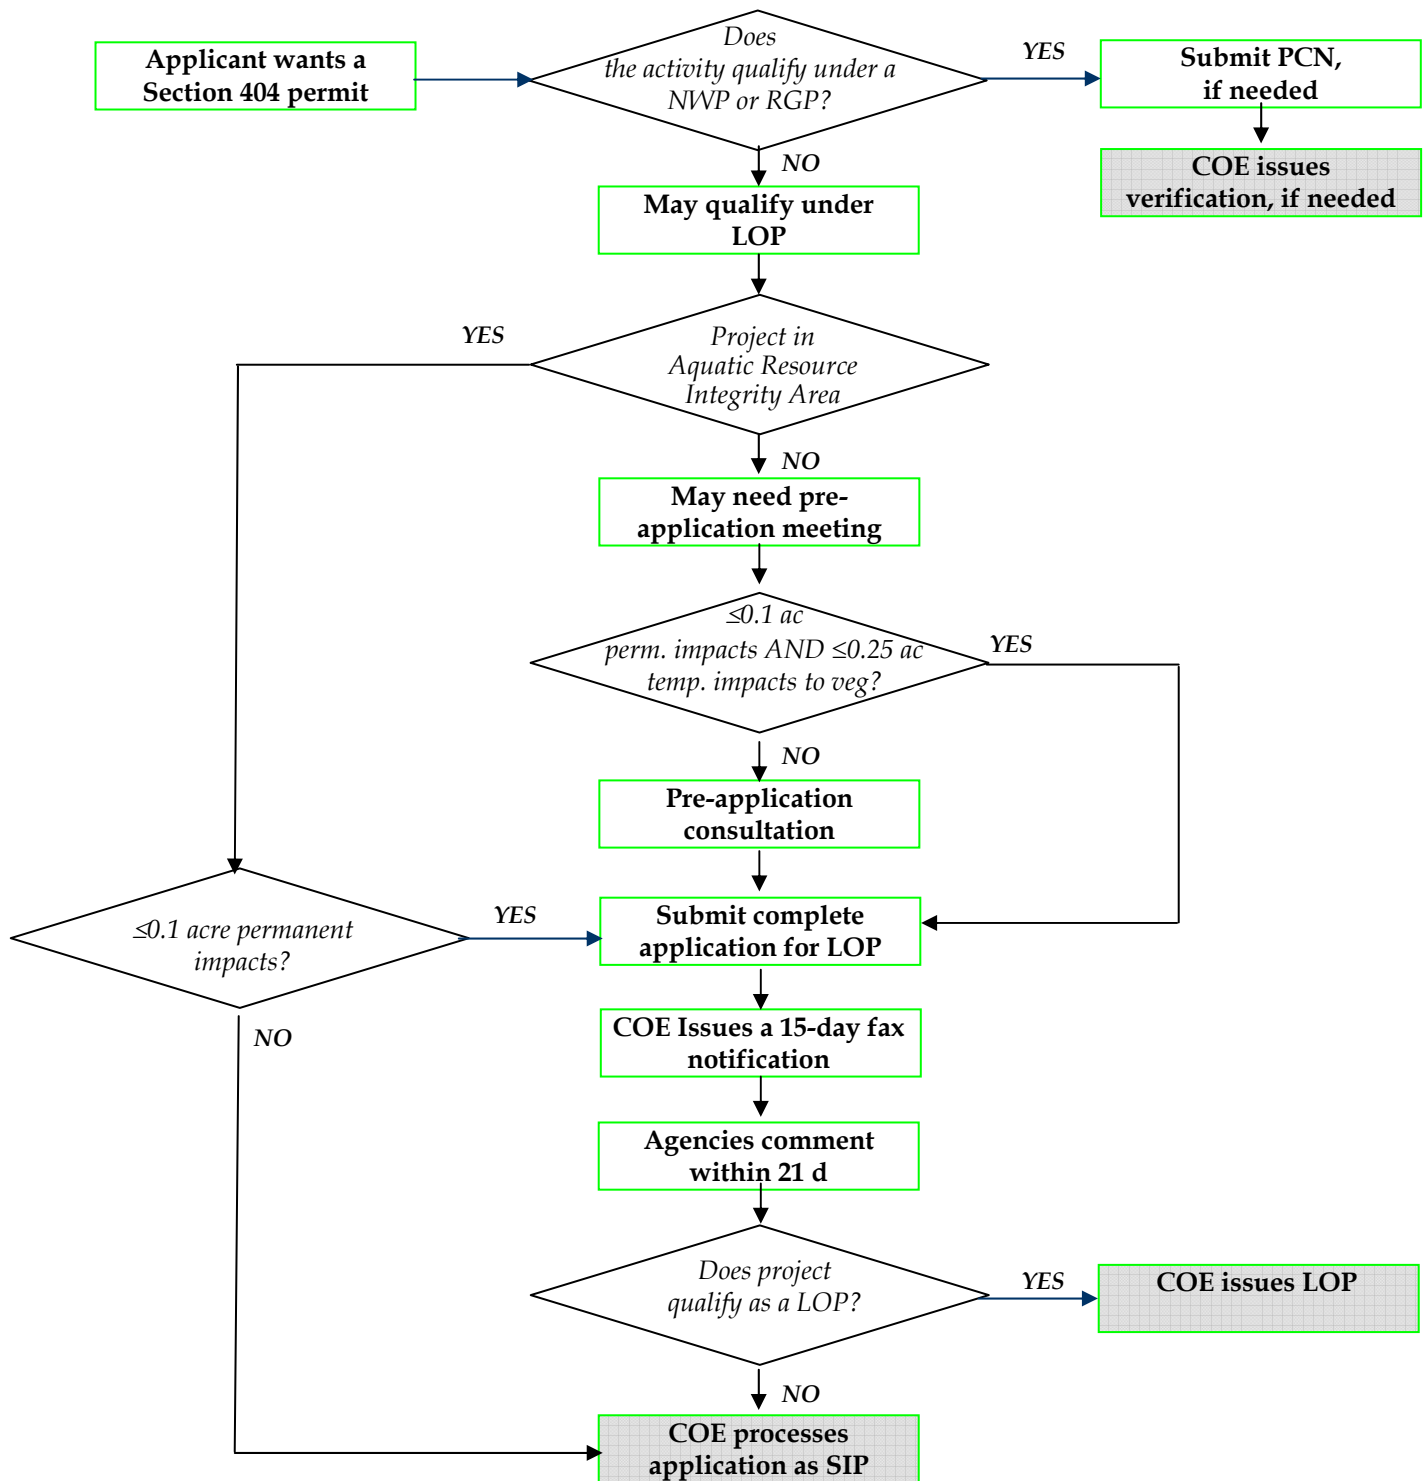 Applicant wants a
Section 404 permit
Does
the activity qualify under a
NWP or RGP?
YES
Submit PCN,
if needed
NO
COE issues
verification, if needed
May qualify under
LOP
YES
Project in
Aquatic Resource
Integrity Area
NO
May need pre-
application meeting
≤0.1 ac
perm. impacts AND ≤0.25 ac
temp. impacts to veg?
YES
NO
Pre-application
consultation
≤0.1 acre permanent
impacts?
YES
Submit complete
application for LOP
NO
COE Issues a 15-day fax
notification
Agencies comment
within 21 d
Does project
qualify as a LOP?
YES
COE issues LOP
NO
COE processes
application as SIP